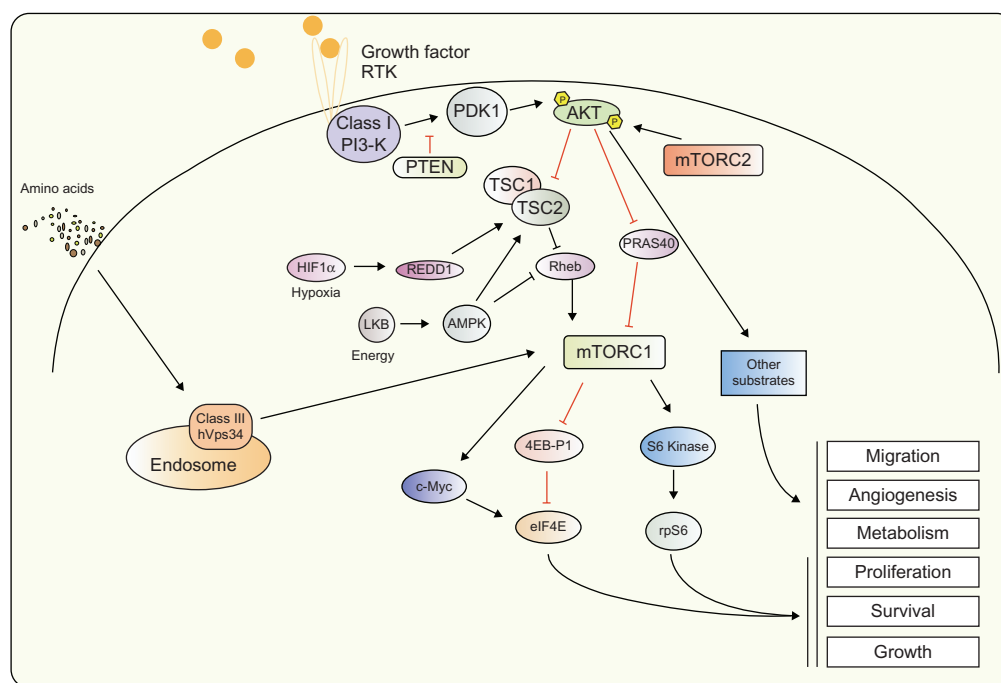 Growth factor
RTK
Class I
PI3-K
PDK1
P
AKT
P
PTEN
mTORC2
TSC1
TSC2
Amino acids
PRAS40
HIF1α
REDD1
Rheb
Hypoxia
LKB
AMPK
Energy
mTORC1
Other
substrates
Class III
hVps34
Endosome
4EB-P1
S6 Kinase
c-Myc
eIF4E
rpS6
Migration
Angiogenesis
Metabolism
Proliferation
Survival
Growth